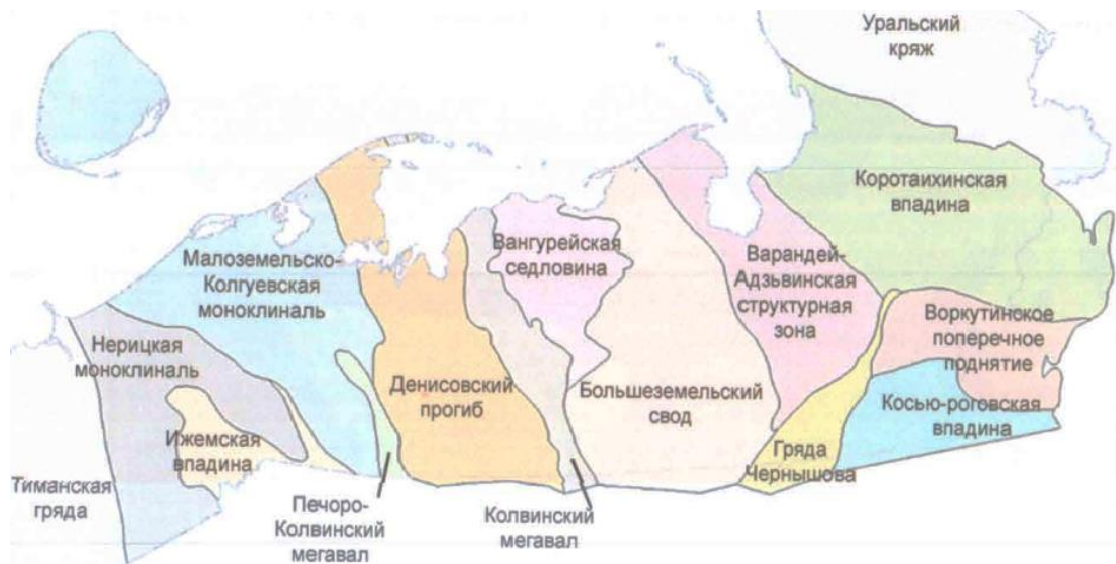 Уральский
кряж
Коротаихинская
впадина
Вангурейская
седловина
Малоземельско-
Колгуевская
моноклиналь
Варандей-
Адзьвинская
структурная
зона
Воркутинское
поперечное
поднятие
Нерицкая
моноклиналь
Денисовский
прогиб
Большеземельский
свод
Косью-роговская
впадина
Ижемская
впадина
Гряда
Чернышова
Тиманская
гряда
Печоро-
Колвинский
мегавал
Колвинский
мегавал